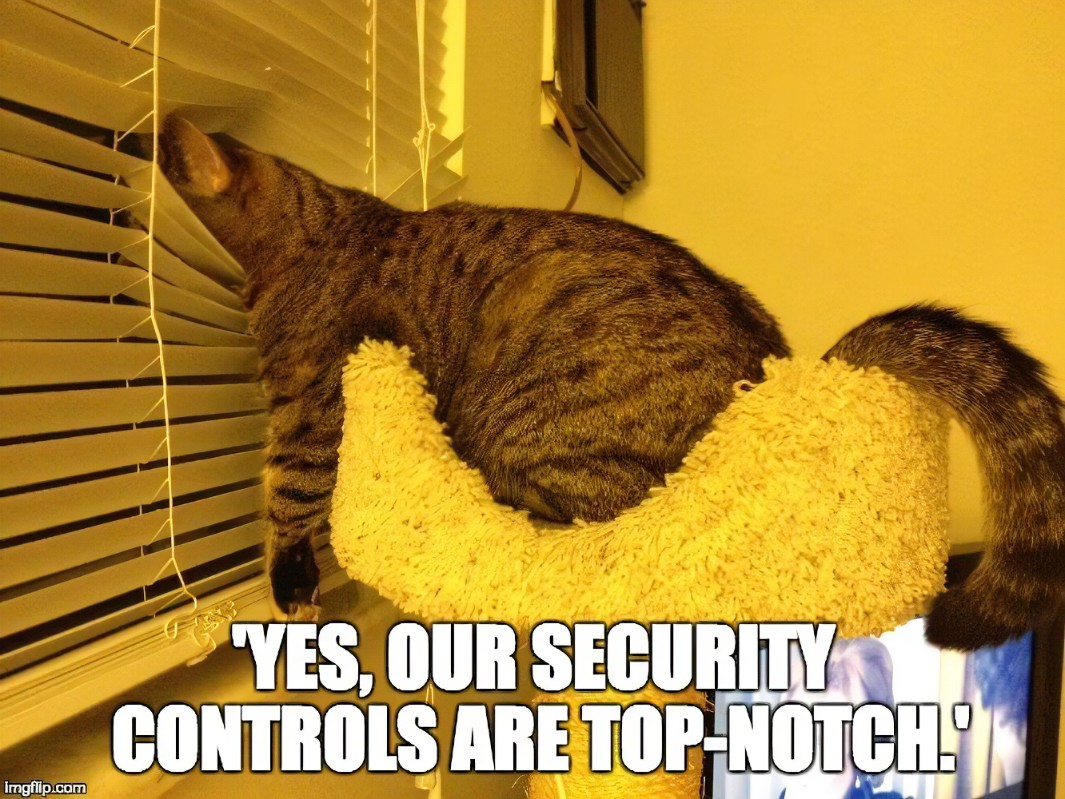 'YES, OUR SECURITY
CONTROLS ARE TOP-NOTCH.'
imgflip.com